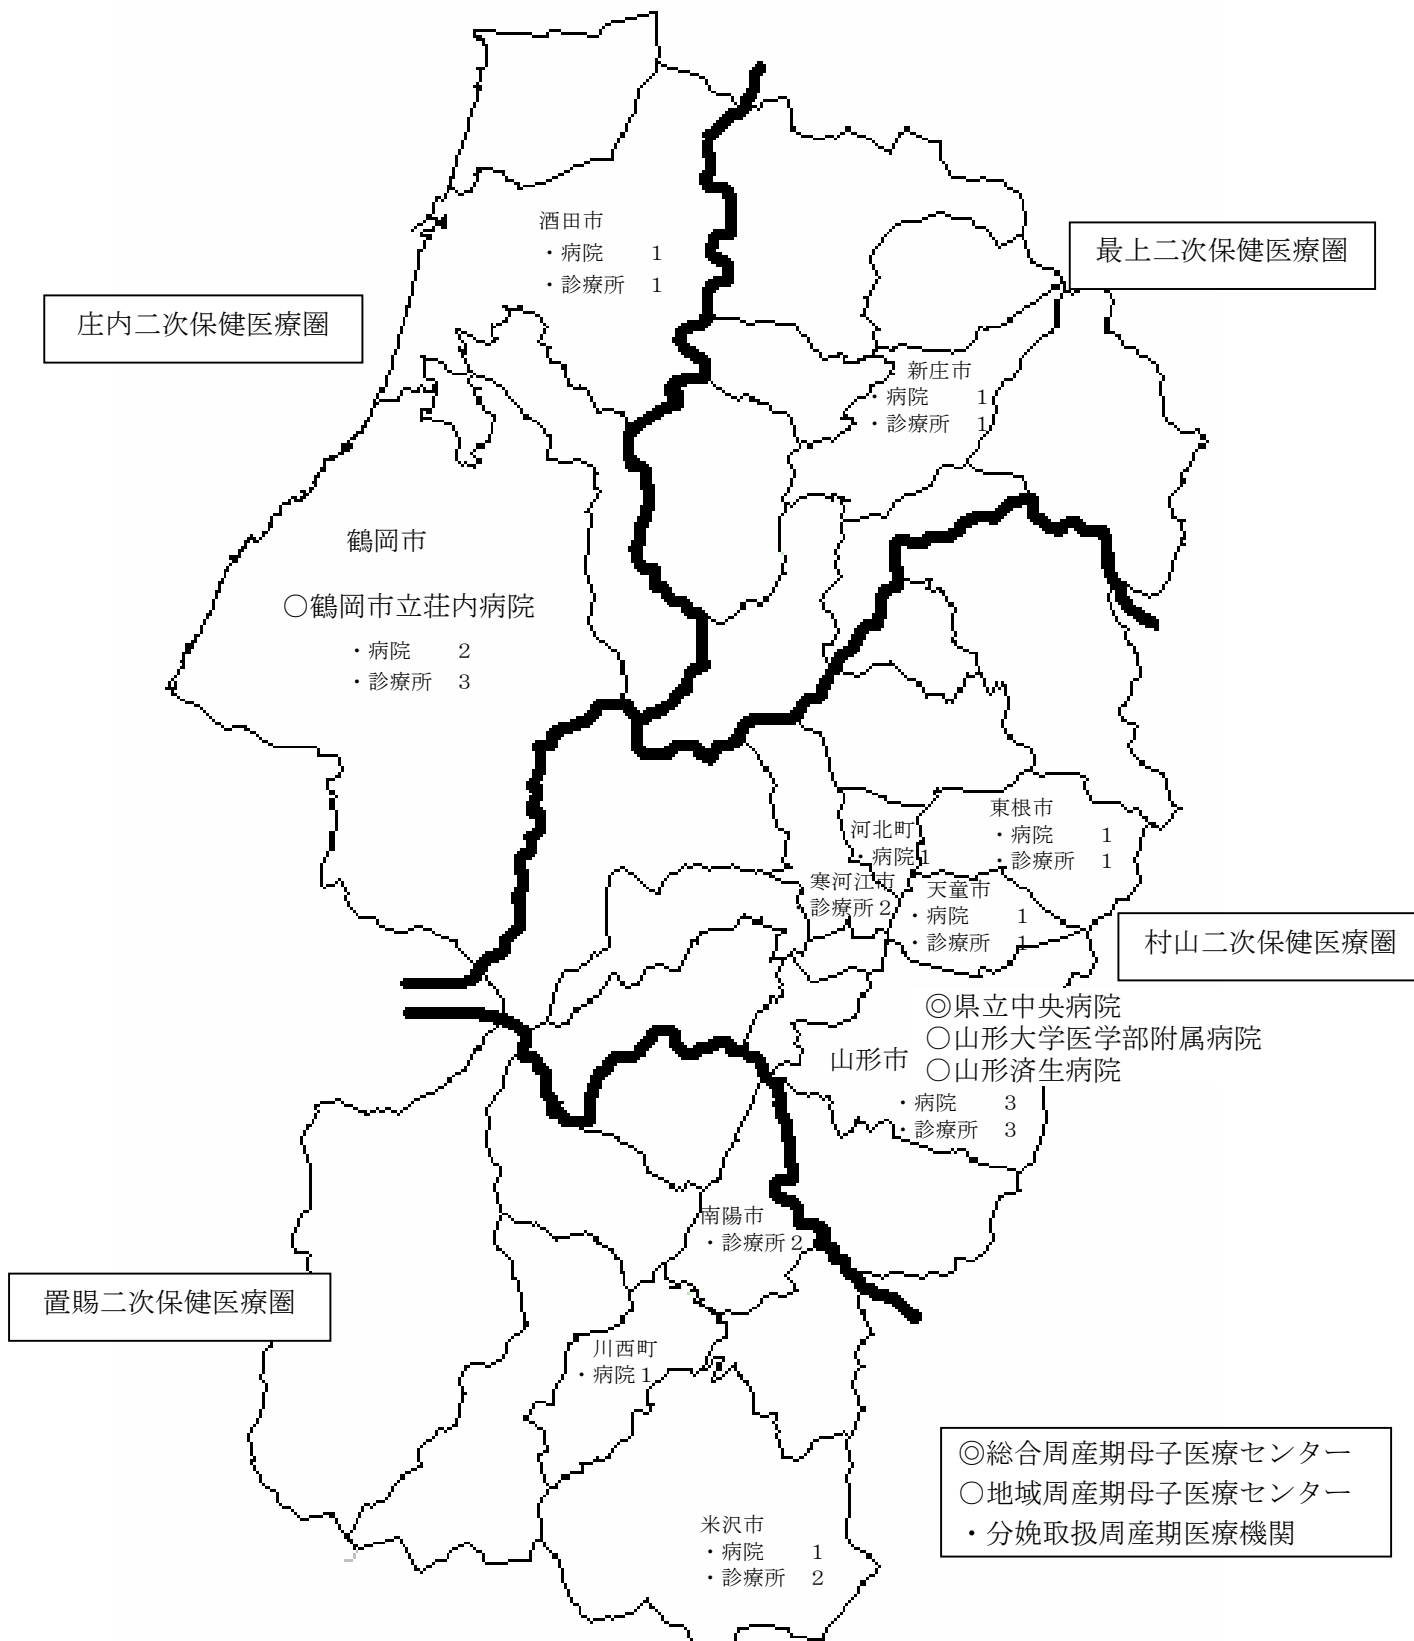 酒田市
・病院 1
・診療所 1
最上二次保健医療圏
庄内二次保健医療圏
新庄市
・病院 1
・診療所 1
鶴岡市
○鶴岡市立荘内病院
・病院 2
・診療所 3
東根市
・病院 1
・診療所 1
河北町
・病院1
寒河江市
診療所2
天童市
・病院 1
・診療所 1
村山二次保健医療圏
◎県立中央病院
○山形大学医学部附属病院
○山形済生病院
山形市
・病院 3
・診療所 3
南陽市
・診療所2
置賜二次保健医療圏
川西町
・病院1
米沢市
・病院 1
・診療所 2
◎総合周産期母子医療センター
○地域周産期母子医療センター
・分娩取扱周産期医療機関